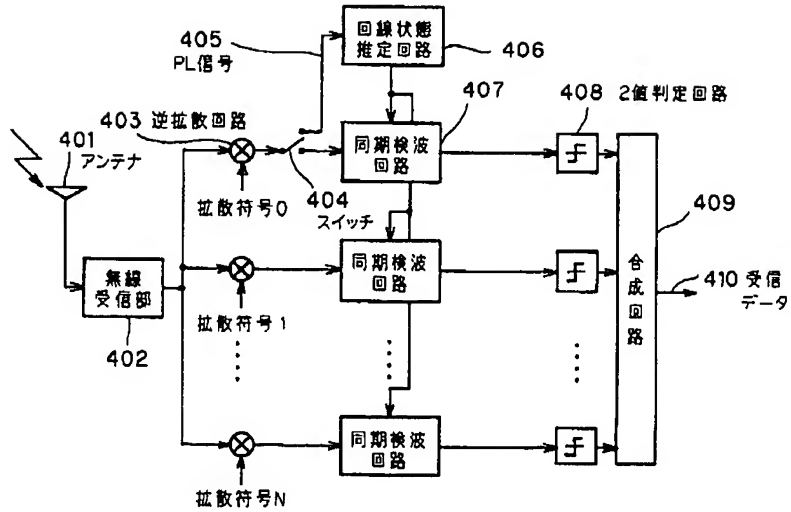 405
PL信号
回線状態
推定回路
406
403 逆拡散回路
407
408 2値判定回路
401
アンテナ
同期検波
回路
拡散符号0
404
スイッチ
409
無線
受信部
402
同期検波
回路
拡散符号1
合成回路
410 受信
データ
同期検波
回路
拡散符号N